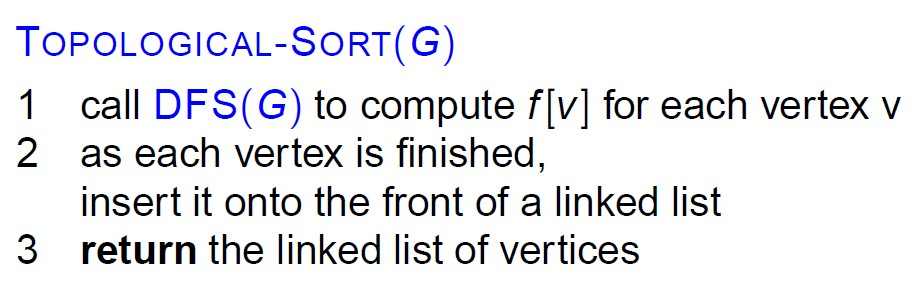 TOPOLOGICAL-SORT(G)
1 call DFS(G) to compute f[v] for each vertex v
2 as each vertex is finished,
insert it onto the front of a linked list
3 return the linked list of vertices